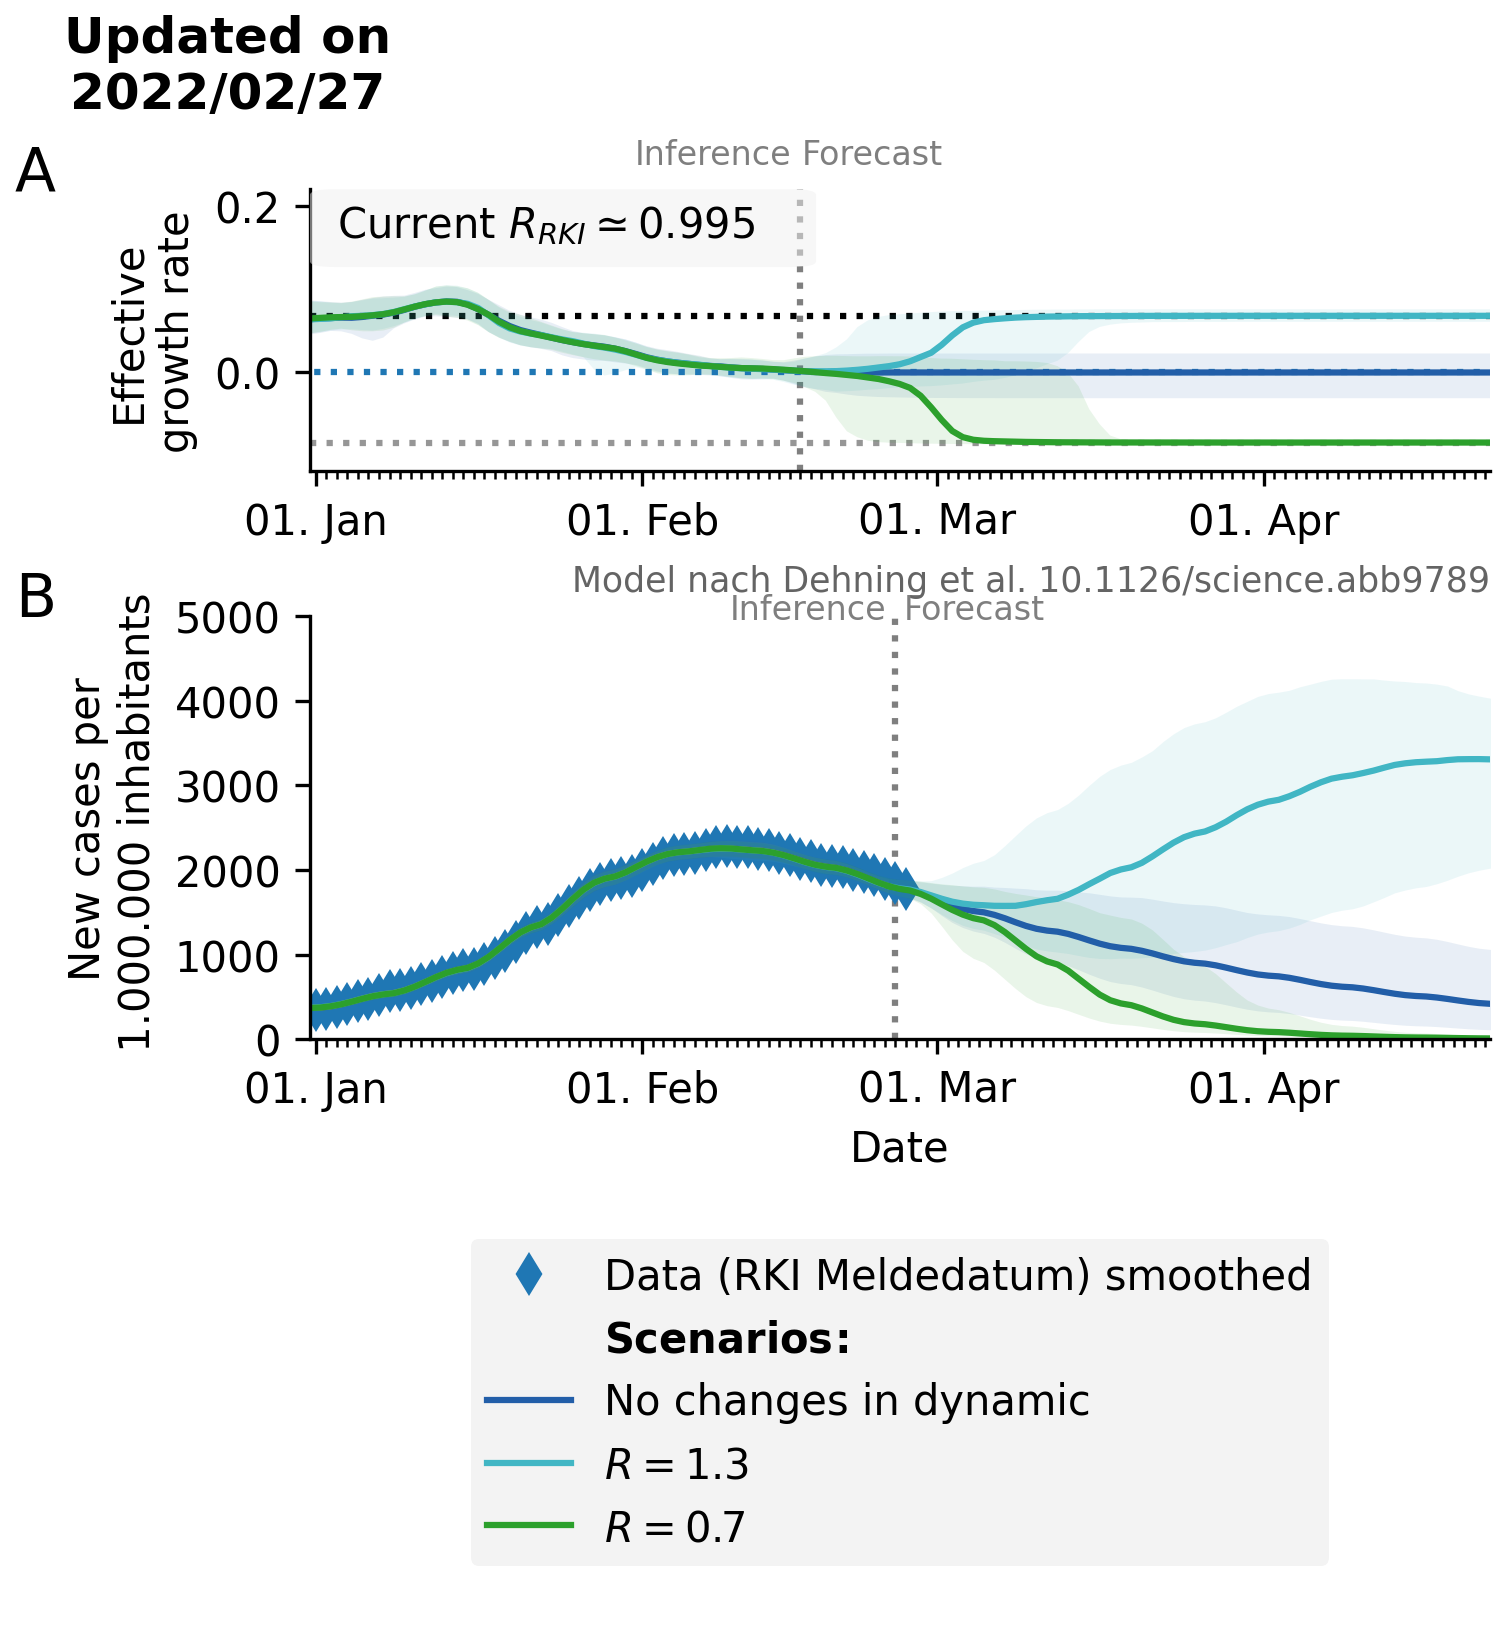 Updated on
2022/02/27
A
Inference Forecast
Effective
growth rate
0.2
0.0
Current R_RKI ≃ 0.995
01. Jan 01. Feb 01. Mar 01. Apr
B
Model nach Dehning et al. 10.1126/science.abb9789
Inference Forecast
New cases per
1.000.000 inhabitants
5000
4000
3000
2000
1000
0
01. Jan 01. Feb 01. Mar 01. Apr
Date
Data (RKI Meldedatum) smoothed
Scenarios:
No changes in dynamic
R = 1.3
R = 0.7